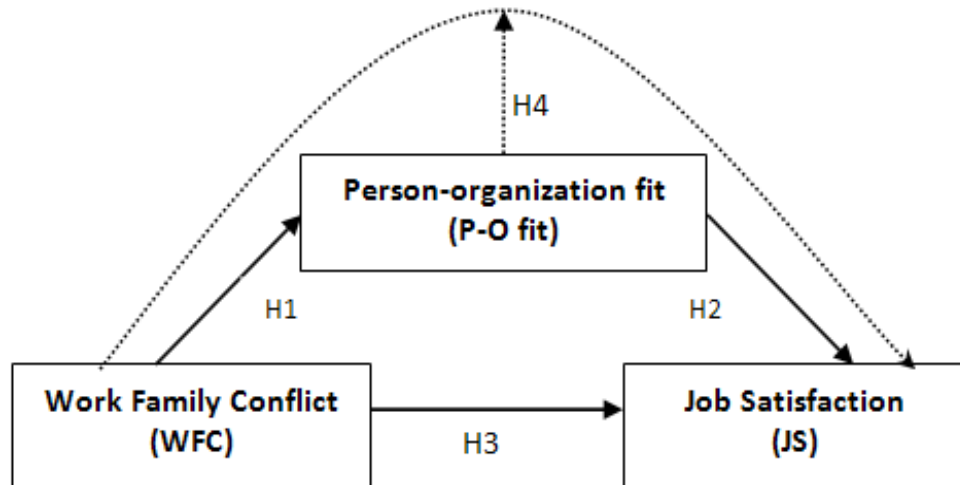 H4
Person-organization fit
(P-O fit)
H1
H2
Work Family Conflict
(WFC)
H3
Job Satisfaction
(JS)